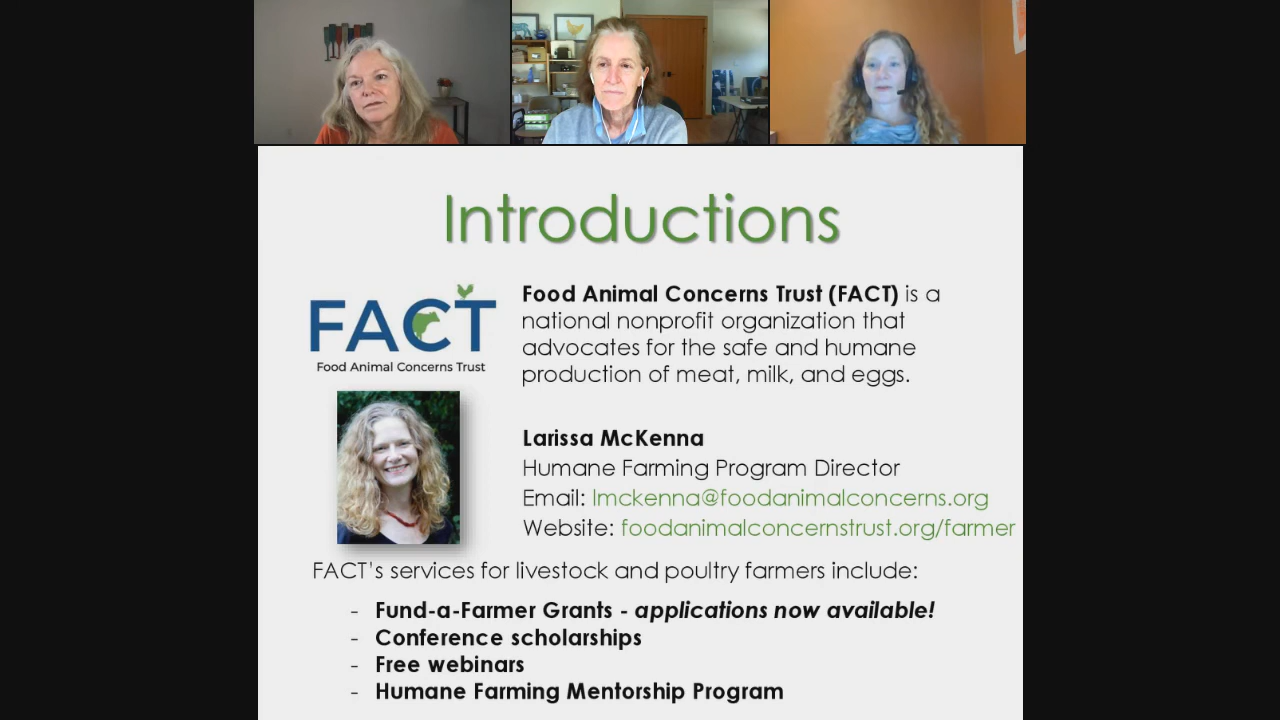 Introductions
FACT
Food Animal Concerns Trust
Food Animal Concerns Trust (FACT) is a
national nonprofit organization that
advocates for the safe and humane
production of meat, milk, and eggs.
Larissa McKenna
Humane Farming Program Director
Email: lmckenna@foodanimalconcerns.org
Website: foodanimalconcernstrust.org/farmer
FACT's services for livestock and poultry farmers include:
- Fund-a-Farmer Grants - applications now available!
- Conference scholarships
- Free webinars
- Humane Farming Mentorship Program